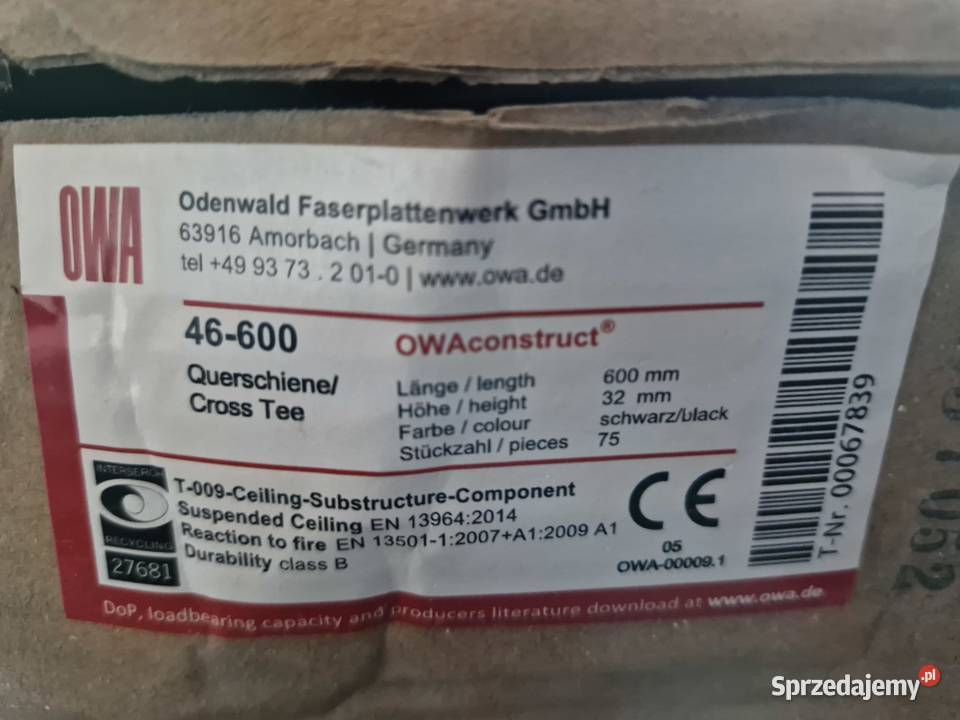 OWA
Odenwald Faserplattenwerk GmbH
63916 Amorbach | Germany
tel +49 93 73 . 2 01-0 | www.owa.de
46-600
Querschiene/
Cross Tee
OWAconstruct®
Länge / length 600 mm
Höhe / height 32 mm
Farbe / colour schwarz/black
Stückzahl / pieces 75
INTERSEROH
RECYCLING
27681
T-009-Ceiling-Substructure-Component
Suspended Ceiling EN 13964:2014
Reaction to fire EN 13501-1:2007+A1:2009 A1
Durability class B
CE
05
OWA-00009.1
T-Nr. 00067839
DoP, loadbearing capacity and producers literature download at www.owa.de
Sprzedajemy.pl